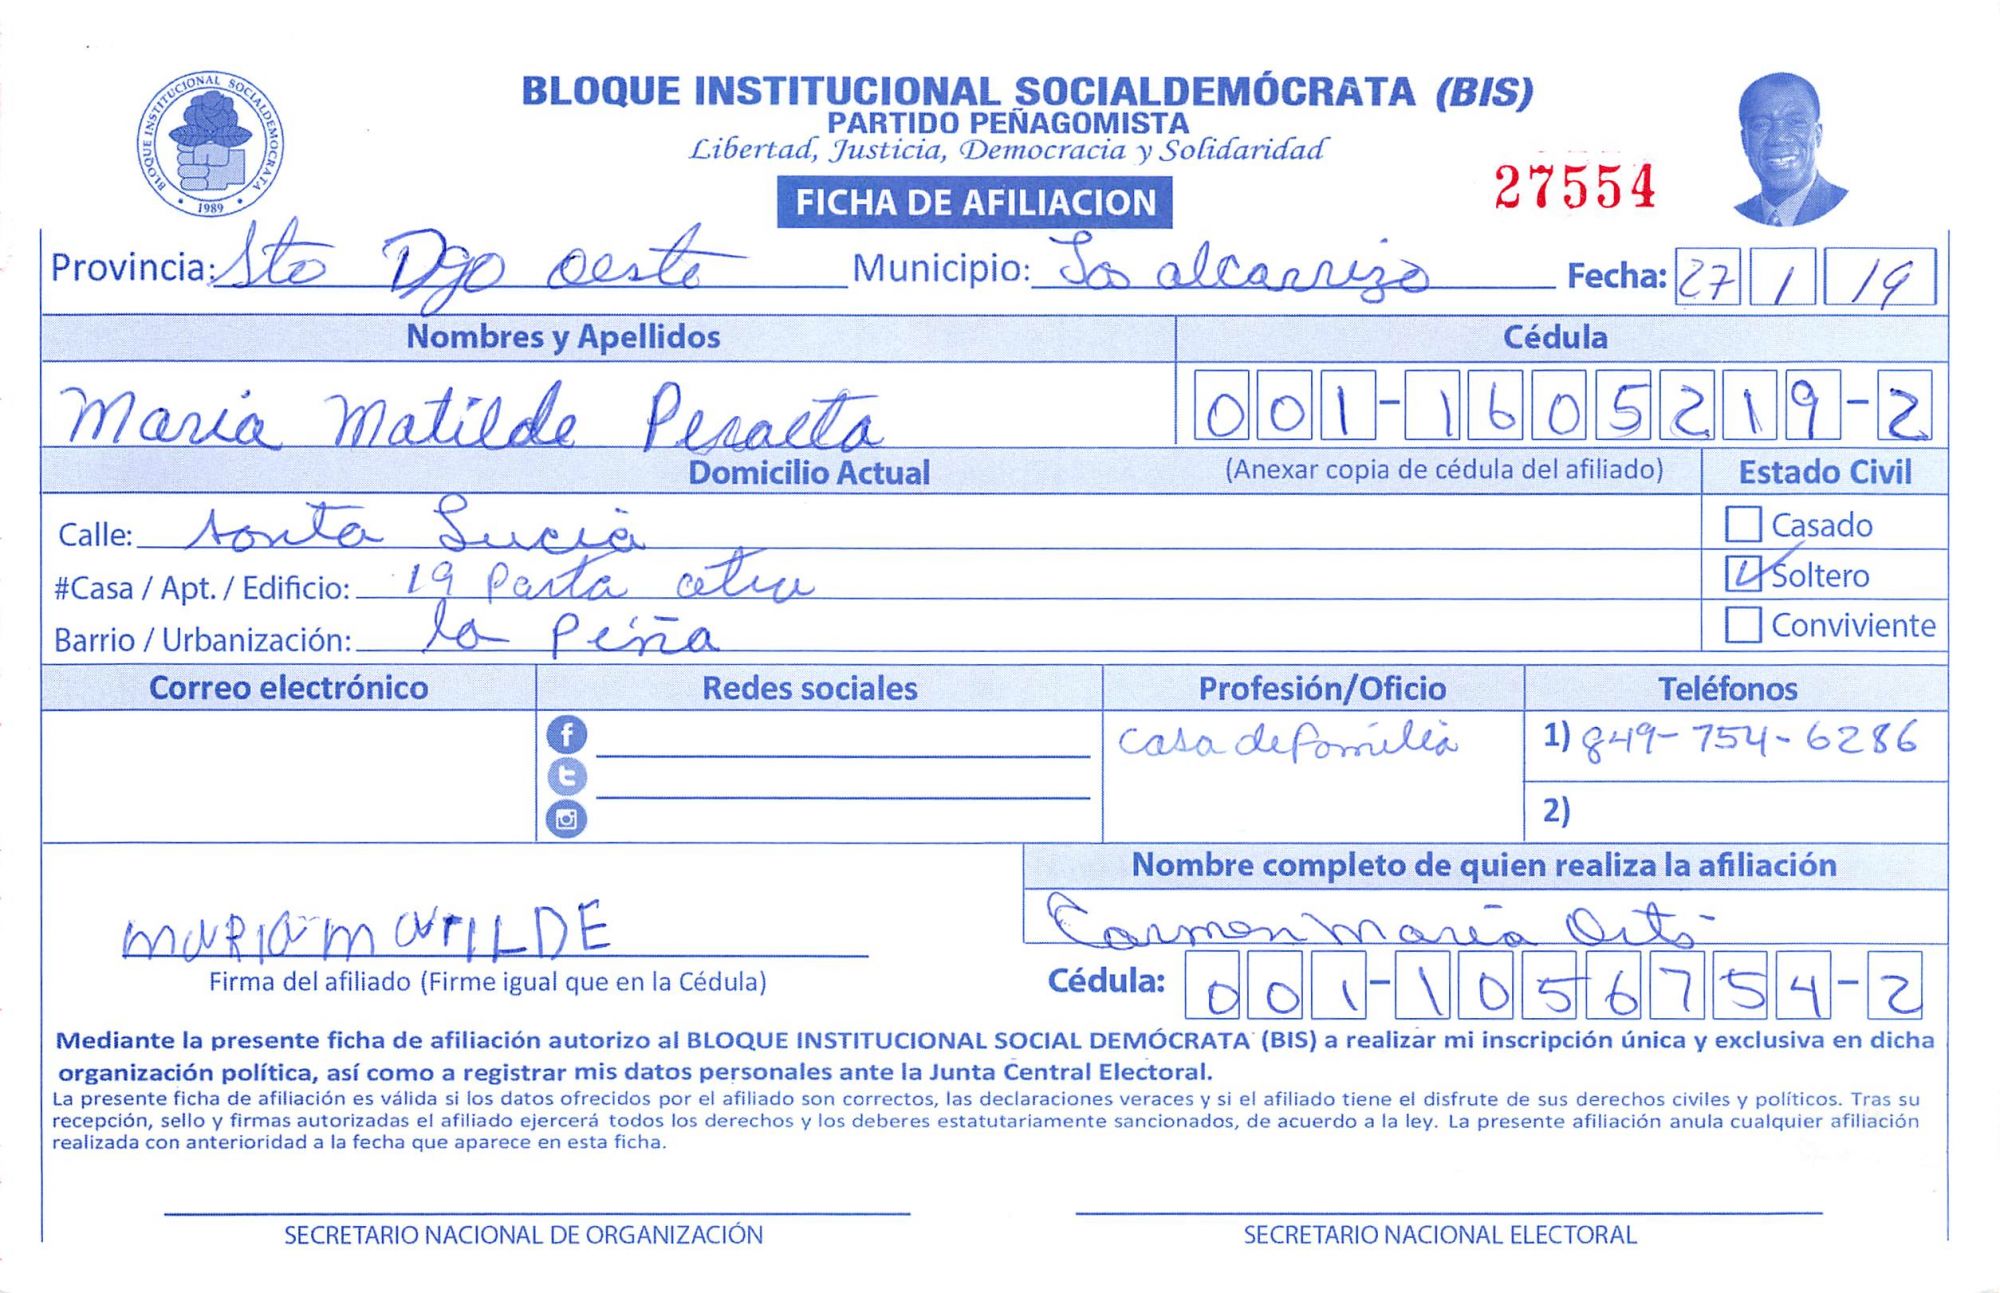 BLOQUE INSTITUCIONAL SOCIALDEMOCRATA
1989
BLOQUE INSTITUCIONAL SOCIALDEMÓCRATA (BIS)
PARTIDO PEÑAGOMISTA
Libertad, Justicia, Democracia y Solidaridad
27554
FICHA DE AFILIACION
Provincia: Sto Dgo oeste Municipio: Los alcarrizo Fecha: 27 1 19
Nombres y Apellidos Cédula
Maria Matilde Peralta 001-1605219-2
Domicilio Actual (Anexar copia de cédula del afiliado) Estado Civil
Calle: santa Lucia Casado
#Casa / Apt. / Edificio: 19 Parta atra Soltero
Barrio / Urbanización: la Piña Conviviente
Correo electrónico Redes sociales Profesión/Oficio Teléfonos
casa de familia 1) 849-754-6286
2)
Nombre completo de quien realiza la afiliación
Carmen Maria
MARIA MATILDE
Firma del afiliado (Firme igual que en la Cédula) Cédula: 001-1056754-2
Mediante la presente ficha de afiliación autorizo al BLOQUE INSTITUCIONAL SOCIAL DEMÓCRATA (BIS) a realizar mi inscripción única y exclusiva en dicha
organización política, así como a registrar mis datos personales ante la Junta Central Electoral.
La presente ficha de afiliación es válida si los datos ofrecidos por el afiliado son correctos, las declaraciones veraces y si el afiliado tiene el disfrute de sus derechos civiles y políticos. Tras su
recepción, sello y firmas autorizadas el afiliado ejercerá todos los derechos y los deberes estatutariamente sancionados, de acuerdo a la ley. La presente afiliación anula cualquier afiliación
realizada con anterioridad a la fecha que aparece en esta ficha.
SECRETARIO NACIONAL DE ORGANIZACIÓN SECRETARIO NACIONAL ELECTORAL